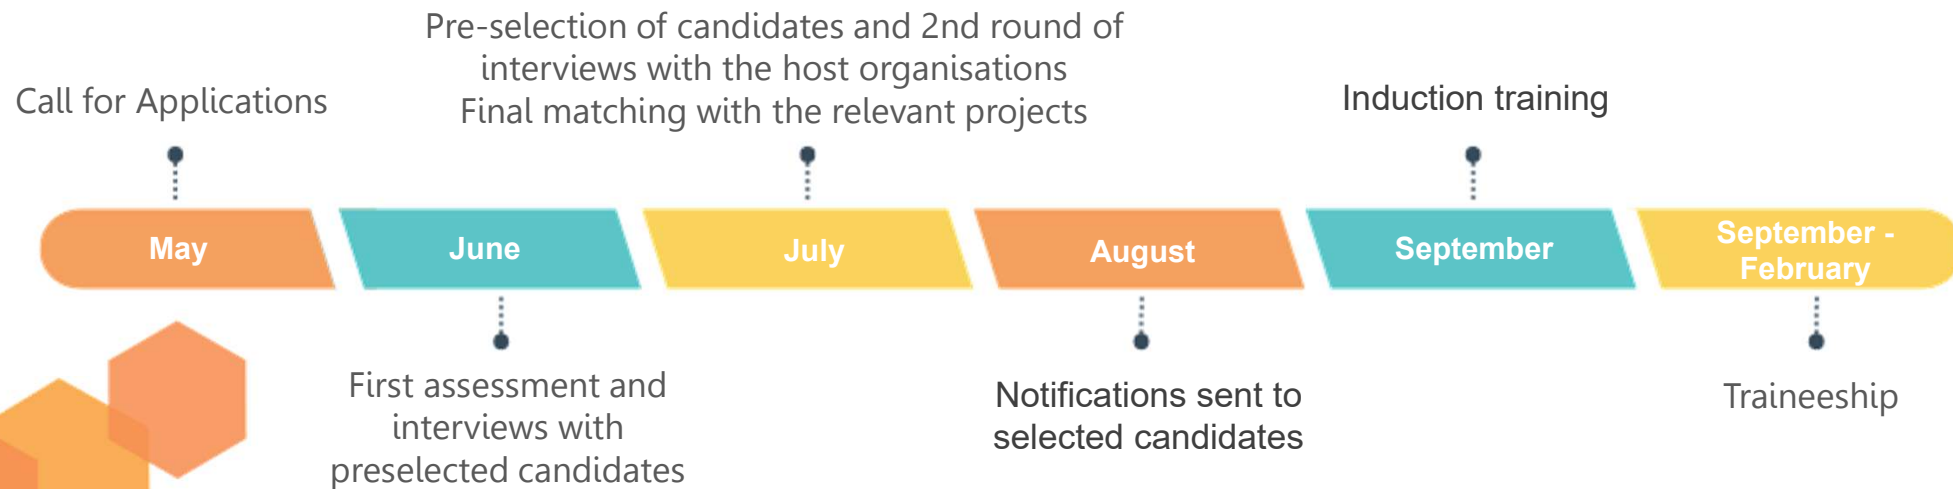 Pre-selection of candidates and 2nd round of
interviews with the host organisations
Final matching with the relevant projects
Call for Applications
Induction training
May
June
July
August
September
September -
February
First assessment and
interviews with
preselected candidates
Notifications sent to
selected candidates
Traineeship